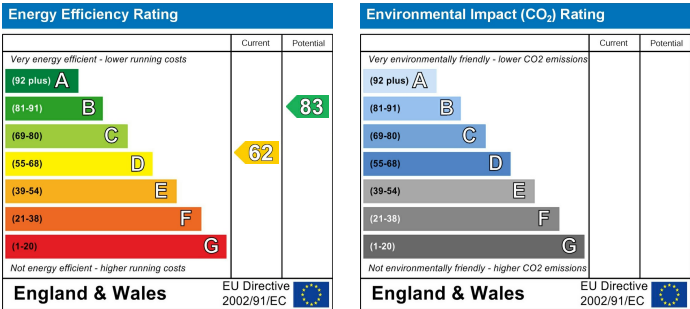 Energy Efficiency Rating
Current Potential
Very energy efficient - lower running costs
(92 plus) A
(81-91) B
83
(69-80) C
62
(55-68) D
(39-54) E
(21-38) F
(1-20) G
Not energy efficient - higher running costs
England & Wales
EU Directive
2002/91/EC
Environmental Impact (CO₂) Rating
Current Potential
Very environmentally friendly - lower CO2 emissions
(92 plus) A
(81-91) B
(69-80) C
(55-68) D
(39-54) E
(21-38) F
(1-20) G
Not environmentally friendly - higher CO2 emissions
England & Wales
EU Directive
2002/91/EC